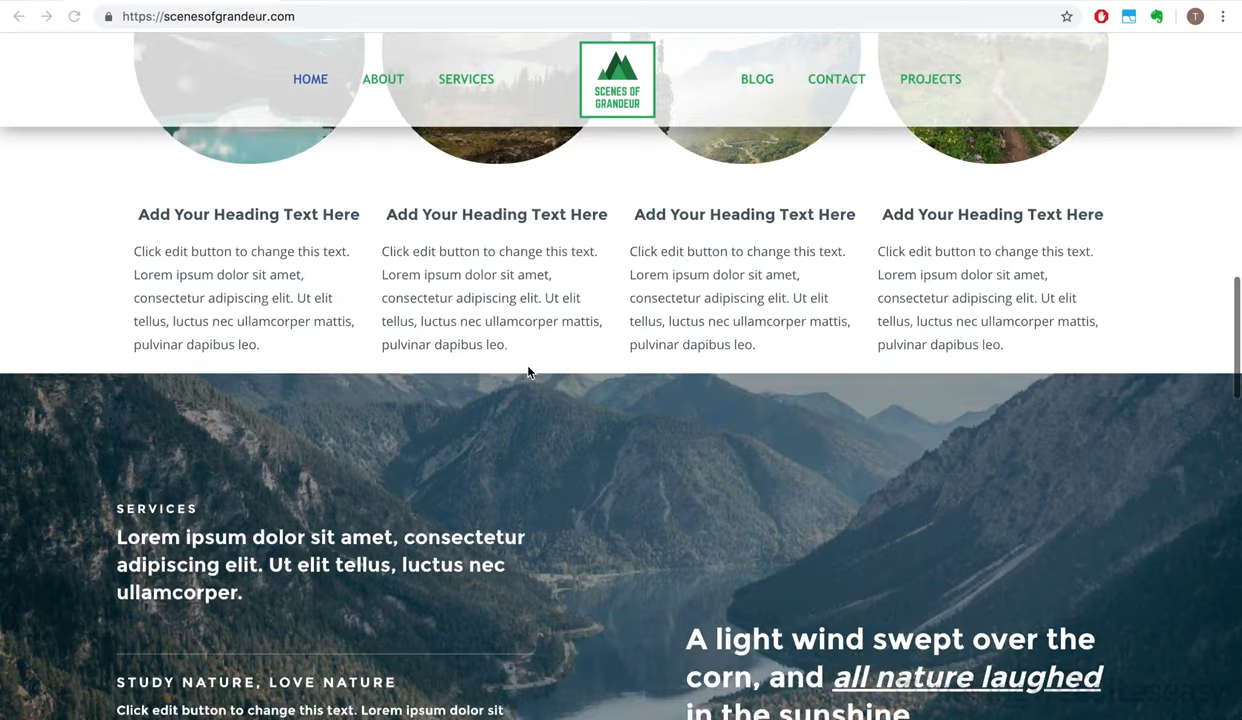 https://scenesofgrandeur.com
T
HOME ABOUT SERVICES
SCENES OF
GRANDEUR
BLOG CONTACT PROJECTS
Add Your Heading Text Here
Click edit button to change this text.
Lorem ipsum dolor sit amet,
consectetur adipiscing elit. Ut elit
tellus, luctus nec ullamcorper mattis,
pulvinar dapibus leo.
Add Your Heading Text Here
Click edit button to change this text.
Lorem ipsum dolor sit amet,
consectetur adipiscing elit. Ut elit
tellus, luctus nec ullamcorper mattis,
pulvinar dapibus leo.
Add Your Heading Text Here
Click edit button to change this text.
Lorem ipsum dolor sit amet,
consectetur adipiscing elit. Ut elit
tellus, luctus nec ullamcorper mattis,
pulvinar dapibus leo.
Add Your Heading Text Here
Click edit button to change this text.
Lorem ipsum dolor sit amet,
consectetur adipiscing elit. Ut elit
tellus, luctus nec ullamcorper mattis,
pulvinar dapibus leo.
SERVICES
Lorem ipsum dolor sit amet, consectetur
adipiscing elit. Ut elit tellus, luctus nec
ullamcorper.
STUDY NATURE, LOVE NATURE
Click edit button to change this text. Lorem ipsum dolor sit
A light wind swept over the
corn, and all nature laughed
in the sunshine